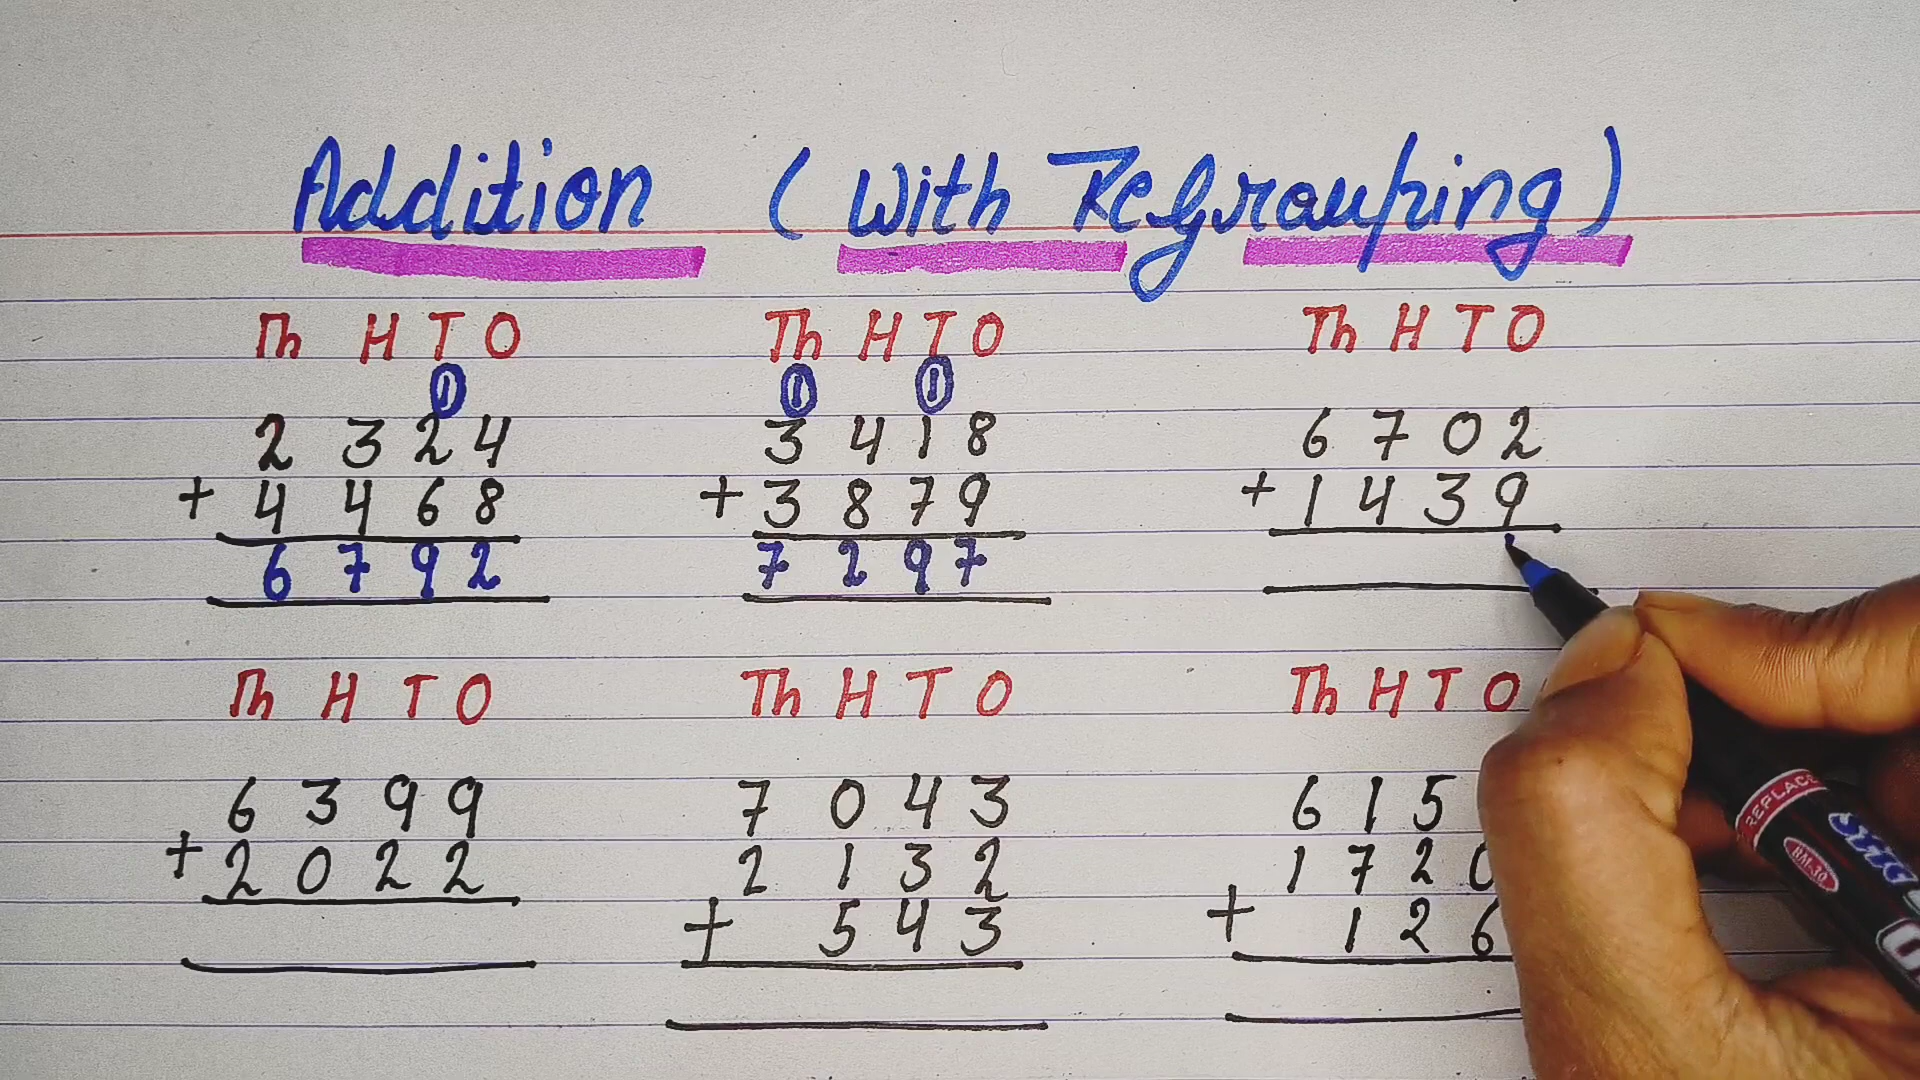 Addition (With Regrouping)
Th H T O Th H T O Th H T O
1 1 1
2 3 2 4 3 4 1 8 6 7 0 2
+ 4 4 6 8 + 3 8 7 9 + 1 4 3 9
6 7 9 2 7 2 9 7
Th H T O Th H T O Th H T O
6 3 9 9 7 0 4 3 6 1 5
+ 2 0 2 2 2 1 3 2 1 7 2 0
+ 5 4 3 + 1 2 6
REPLACE
RM-30